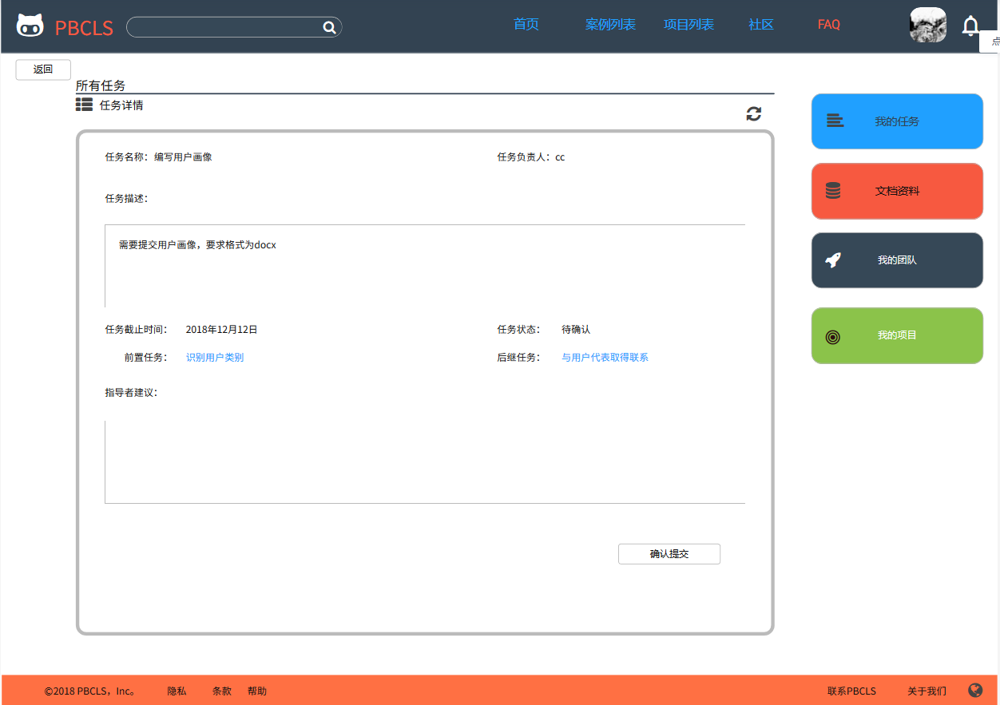 PBCLS 首页 案例列表 项目列表 社区 FAQ
点
返回
所有任务
任务详情
任务名称：编写用户画像 任务负责人：cc
任务描述：
需要提交用户画像，要求格式为docx
任务截止时间： 2018年12月12日 任务状态： 待确认
前置任务： 识别用户类别 后继任务： 与用户代表取得联系
指导者建议：
确认提交
我的任务
文档资料
我的团队
我的项目
©2018 PBCLS，Inc。 隐私 条款 帮助 联系PBCLS 关于我们